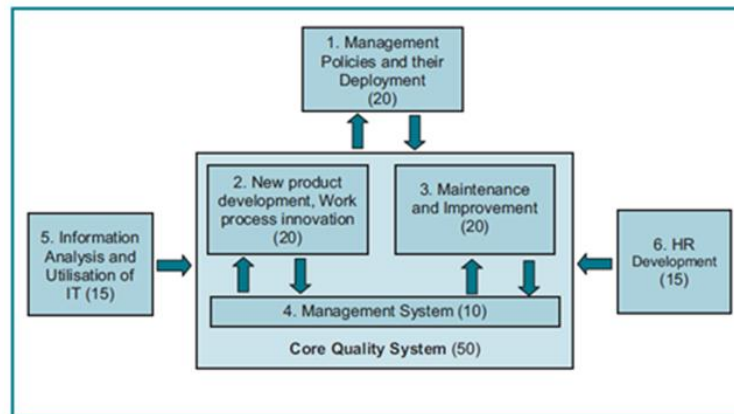 1. Management
Policies and their
Deployment
(20)
2. New product
development, Work
process innovation
(20)
3. Maintenance
and Improvement
(20)
5. Information
Analysis and
Utilisation of
IT (15)
6. HR
Development
(15)
4. Management System (10)
Core Quality System (50)